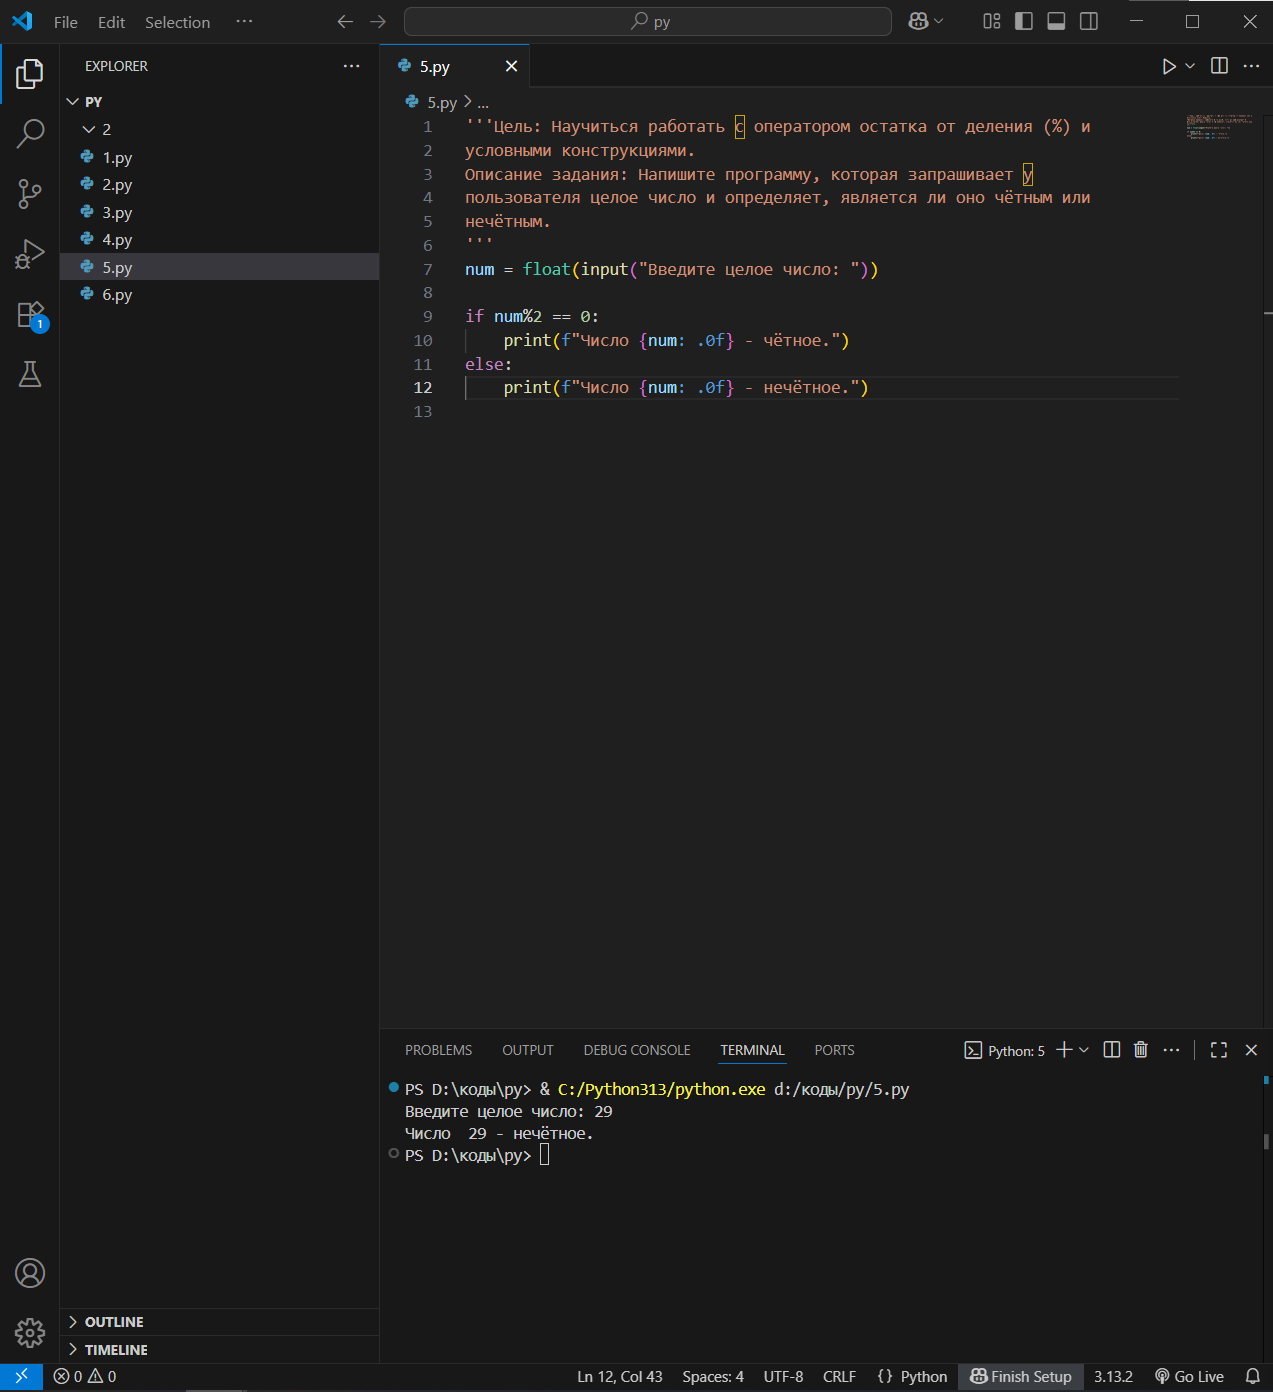 File Edit Selection ···
py
EXPLORER ···
PY
2
1.py
2.py
3.py
4.py
5.py
6.py
1
OUTLINE
TIMELINE
5.py
5.py > ...
1 '''Цель: Научиться работать с оператором остатка от деления (%) и
2 условными конструкциями.
3 Описание задания: Напишите программу, которая запрашивает у
4 пользователя целое число и определяет, является ли оно чётным или
5 нечётным.
6 '''
7 num = float(input("Введите целое число: "))
8
9 if num%2 == 0:
10     print(f"Число {num: .0f} - чётное.")
11 else:
12     print(f"Число {num: .0f} - нечётное.")
13
PROBLEMS OUTPUT DEBUG CONSOLE TERMINAL PORTS Python: 5
PS D:\коды\py> & C:/Python313/python.exe d:/коды/py/5.py
Введите целое число: 29
Число  29 - нечётное.
PS D:\коды\py>
0 0 Ln 12, Col 43 Spaces: 4 UTF-8 CRLF {} Python Finish Setup 3.13.2 Go Live